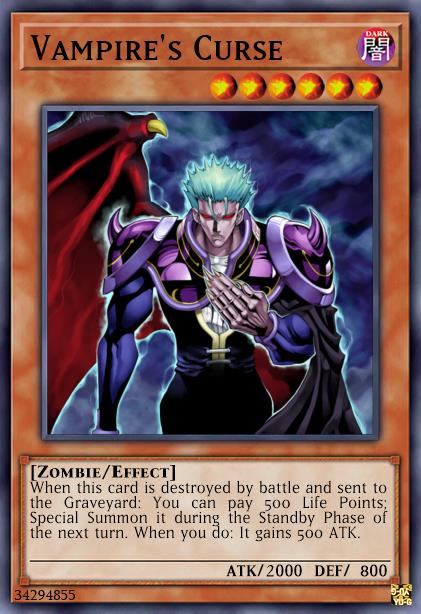 Vampire's Curse
DARK
闇
[Zombie/Effect]
When this card is destroyed by battle and sent to
the Graveyard: You can pay 500 Life Points;
Special Summon it during the Standby Phase of
the next turn. When you do: It gains 500 ATK.
ATK/2000 DEF/ 800
34294855